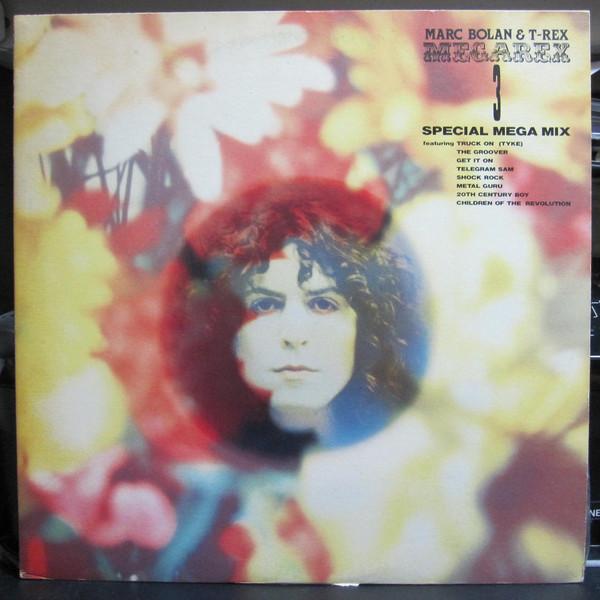 MARC BOLAN & T-REX
MEGAREX
3
SPECIAL MEGA MIX
featuring TRUCK ON (TYKE)
THE GROOVER
GET IT ON
TELEGRAM SAM
SHOCK ROCK
METAL GURU
20TH CENTURY BOY
CHILDREN OF THE REVOLUTION